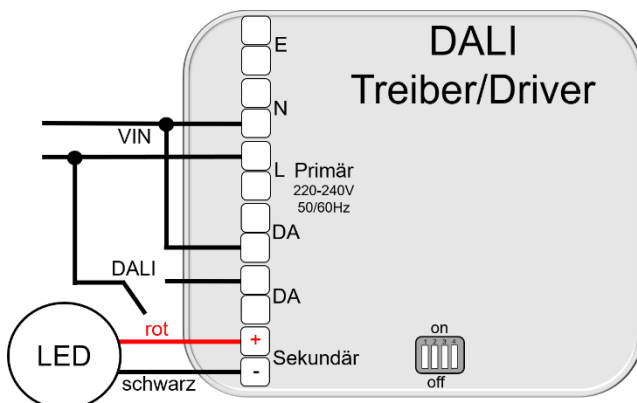 E
DALI
Treiber/Driver
N
VIN
L Primär
220-240V
50/60Hz
DA
DALI
DA
rot
+
LED
Sekundär
-
schwarz
on
1 2 3 4
off